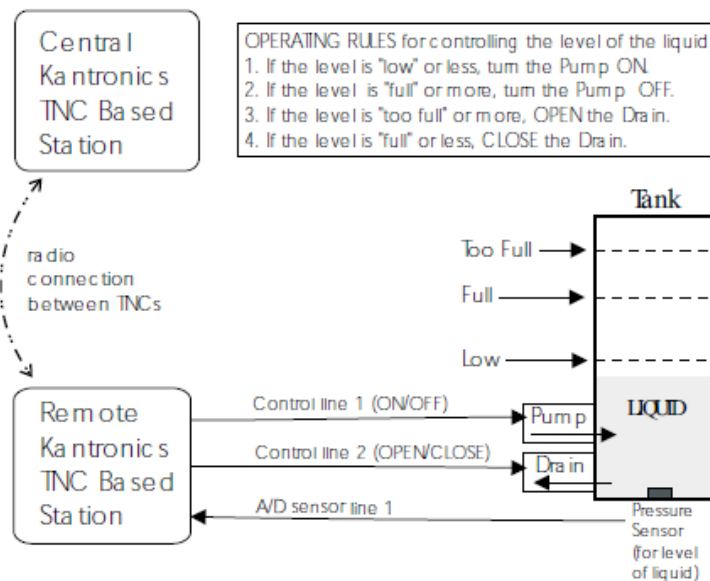 Central
Kantronics
TNC Based
Station
OPERATING RULES for controlling the level of the liquid
1. If the level is "low" or less, turn the Pump ON.
2. If the level is "full" or more, turn the Pump OFF.
3. If the level is "too full" or more, OPEN the Drain.
4. If the level is "full" or less, CLOSE the Drain.
Tank
radio
connection
between TNCs
Too Full
Full
Low
Remote
Kantronics
TNC Based
Station
Control line 1 (ON/OFF)
Pump
LIQUID
Control line 2 (OPEN/CLOSE)
Drain
A/D sensor line 1
Pressure
Sensor
(for level
of liquid)